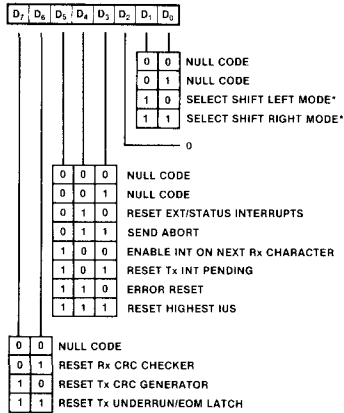 D7 D6 D5 D4 D3 D2 D1 D0
0 0 NULL CODE
0 1 NULL CODE
1 0 SELECT SHIFT LEFT MODE*
1 1 SELECT SHIFT RIGHT MODE*
0
0 0 0 NULL CODE
0 0 1 NULL CODE
0 1 0 RESET EXT/STATUS INTERRUPTS
0 1 1 SEND ABORT
1 0 0 ENABLE INT ON NEXT Rx CHARACTER
1 0 1 RESET Tx INT PENDING
1 1 0 ERROR RESET
1 1 1 RESET HIGHEST IUS
0 0 NULL CODE
0 1 RESET Rx CRC CHECKER
1 0 RESET Tx CRC GENERATOR
1 1 RESET Tx UNDERRUN/EOM LATCH